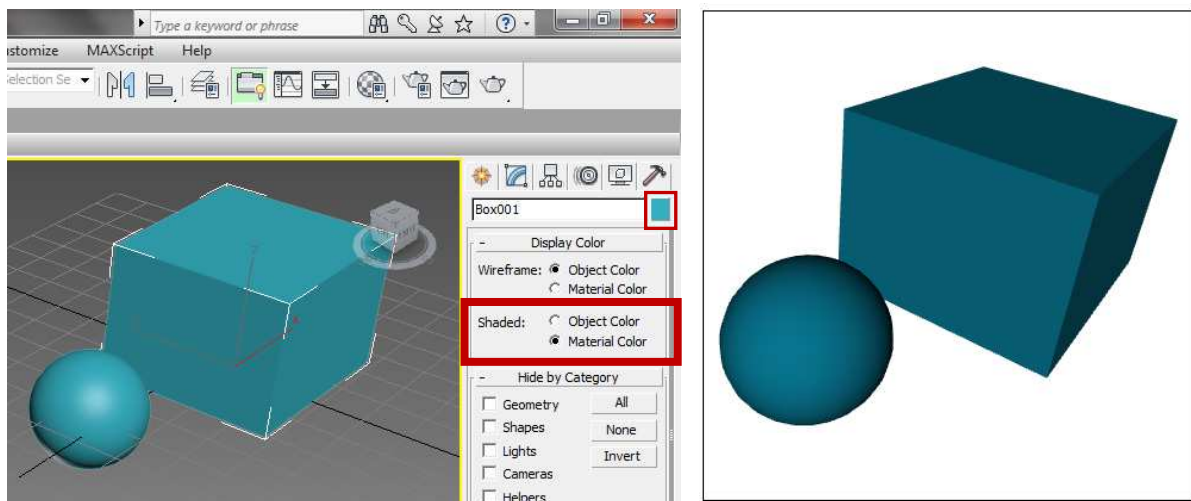 Type a keyword or phrase
ustomize MAXScript Help
Selection Se
Box001
- Display Color
Wireframe: Object Color
Material Color
Shaded: Object Color
Material Color
- Hide by Category
Geometry All
Shapes None
Lights Invert
Cameras
Helpers